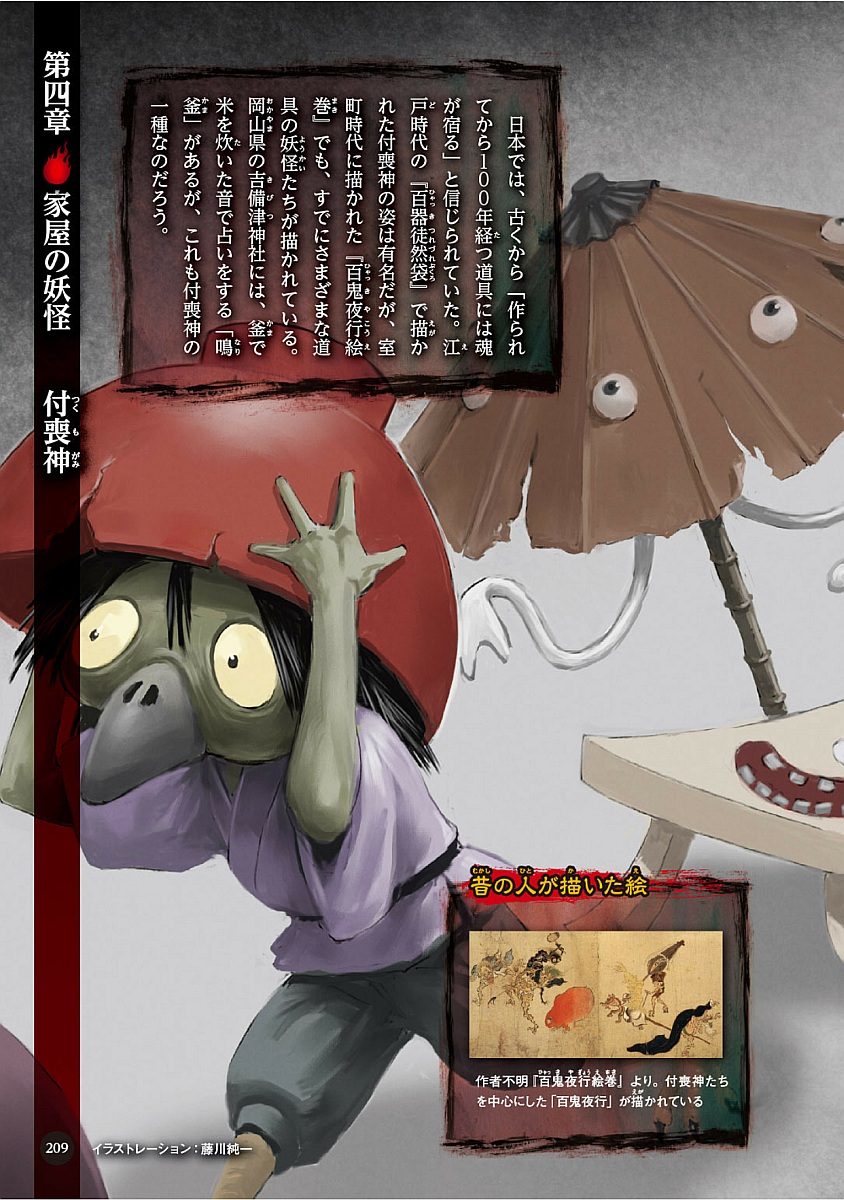 第四章 家屋の妖怪 付喪神
つくもがみ
日本では、古くから「作られ
てから100年経つ道具には魂
が宿る」と信じられていた。江
戸時代の『百器徒然袋』で描か
れた付喪神の姿は有名だが、室
町時代に描かれた『百鬼夜行絵
巻』でも、すでにさまざまな道
具の妖怪たちが描かれている。
岡山県の吉備津神社には、釜で
米を炊いた音で占いをする「鳴
釜」があるが、これも付喪神の
一種なのだろう。
昔の人が描いた絵
作者不明『百鬼夜行絵巻』より。付喪神たち
を中心にした「百鬼夜行」が描かれている
209
イラストレーション：藤川純一